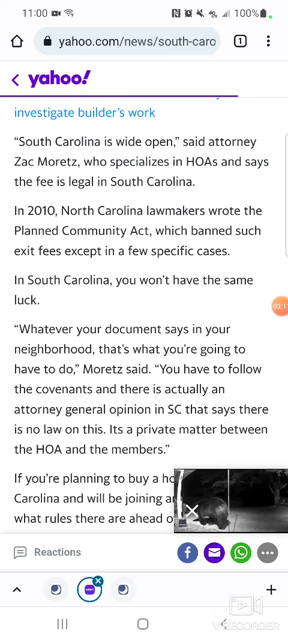 11:00
100%
yahoo.com/news/south-caro
1
yahoo!
investigate builder's work
“South Carolina is wide open,” said attorney
Zac Moretz, who specializes in HOAs and says
the fee is legal in South Carolina.
In 2010, North Carolina lawmakers wrote the
Planned Community Act, which banned such
exit fees except in a few specific cases.
In South Carolina, you won’t have the same
luck.
“Whatever your document says in your
neighborhood, that’s what you’re going to
have to do,” Moretz said. “You have to follow
the covenants and there is actually an
attorney general opinion in SC that says there
is no law on this. Its a private matter between
the HOA and the members.”
If you’re planning to buy a
Carolina and will be joining
what rules there are ahead
Reactions
RECORDER